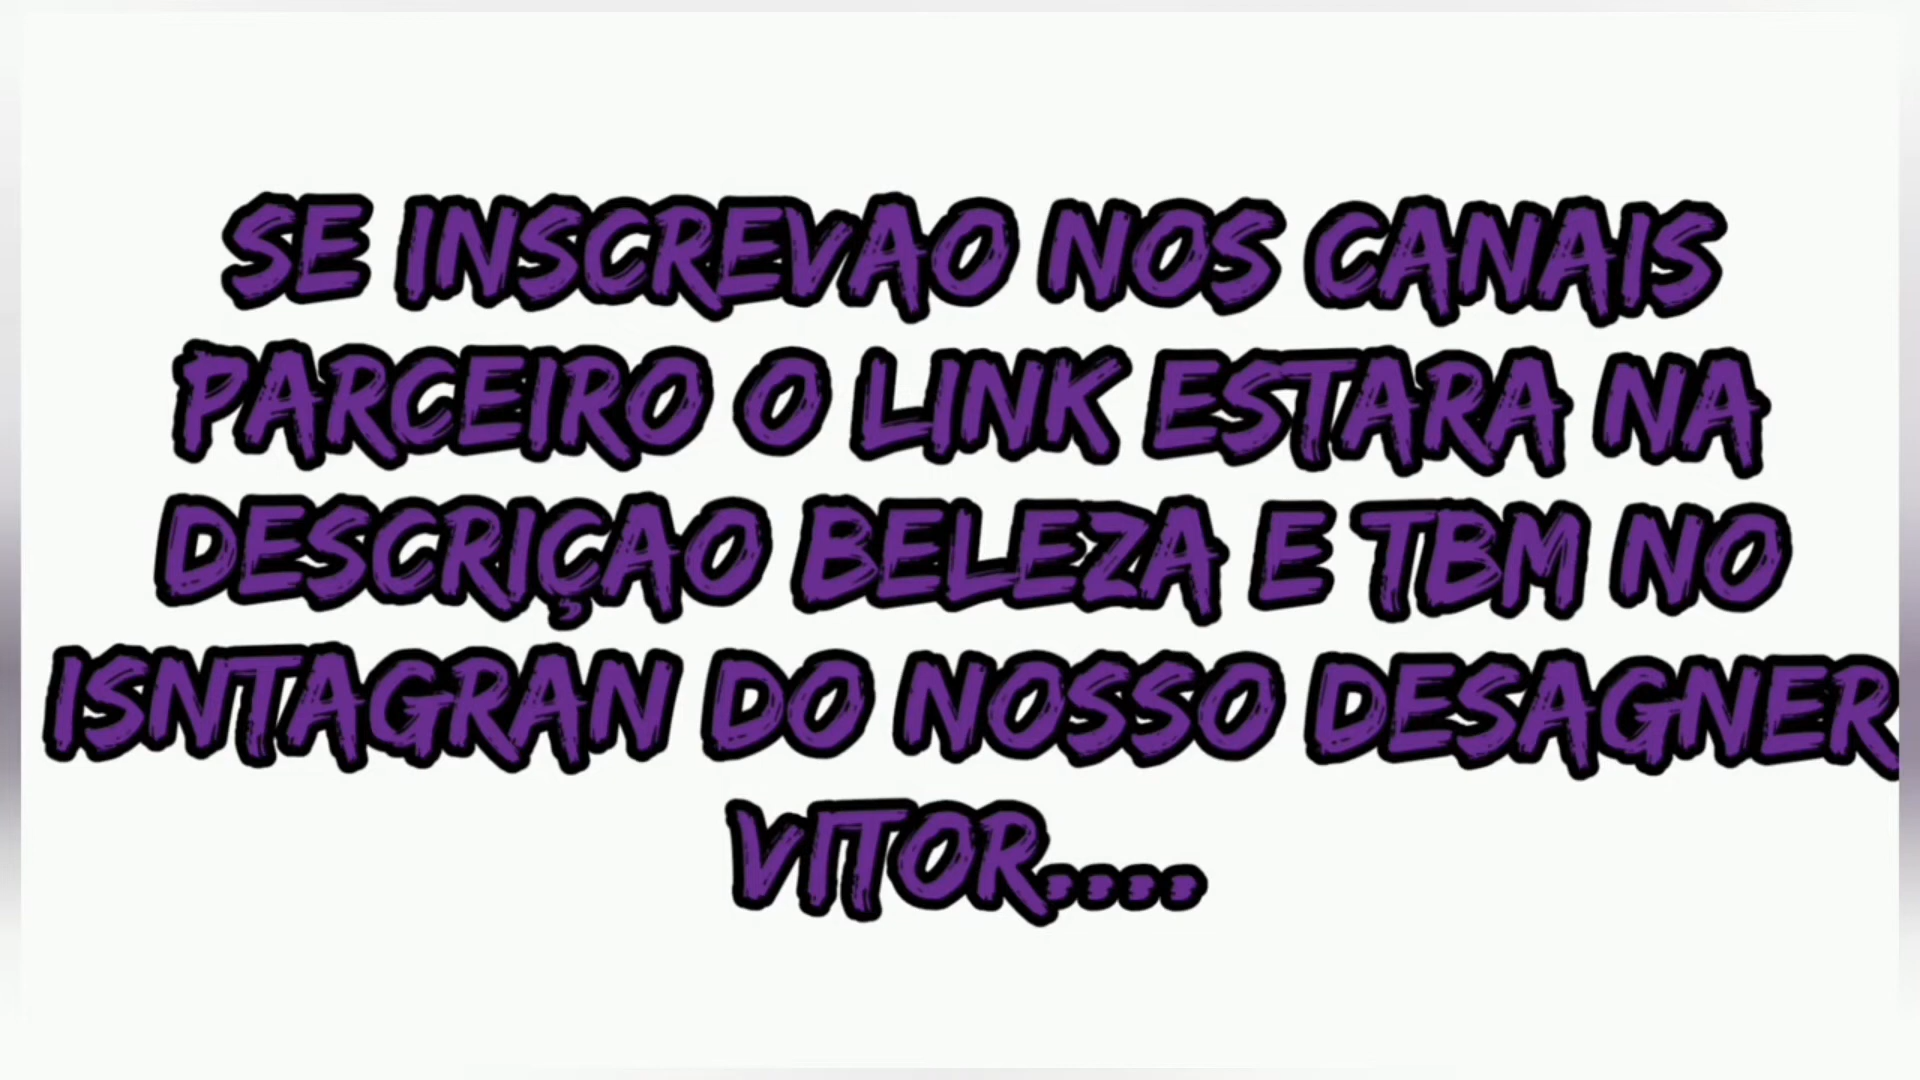 SE INSCREVAO NOS CANAIS
PARCEIRO O LINK ESTARA NA
DESCRIÇAO BELEZA E TBM NO
ISNTAGRAN DO NOSSO DESAGNER
VITOR....